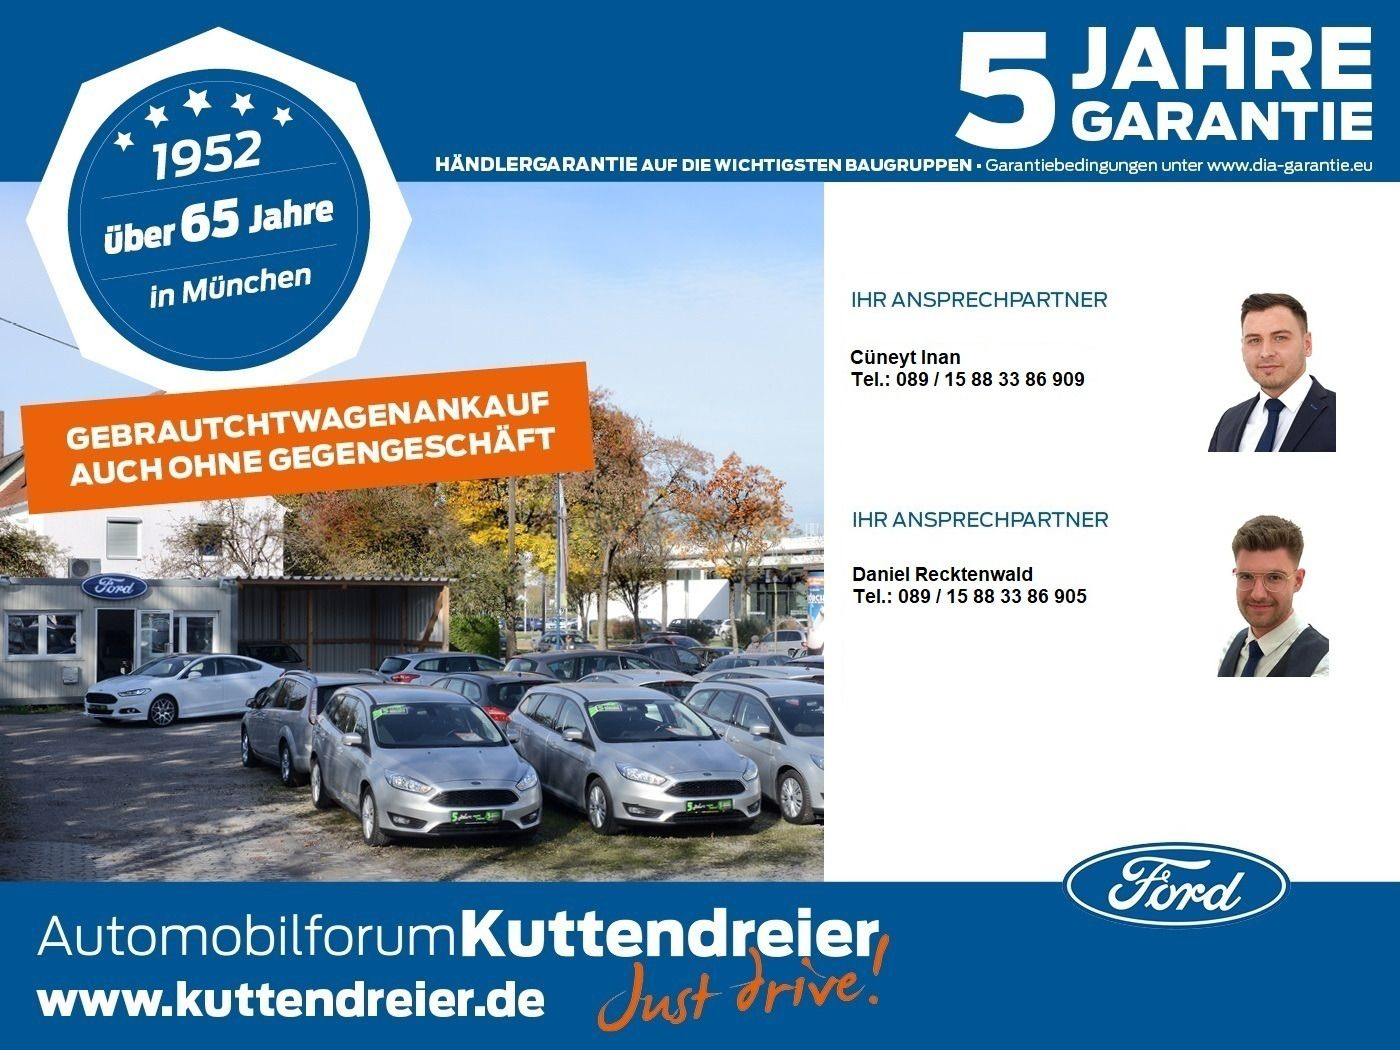 5 JAHRE
GARANTIE
HÄNDLERGARANTIE AUF DIE WICHTIGSTEN BAUGRUPPEN • Garantiebedingungen unter www.dia-garantie.eu
1952
über 65 Jahre
in München
GEBRAUTCHTWAGENANKAUF
AUCH OHNE GEGENGESCHÄFT
IHR ANSPRECHPARTNER
Cüneyt Inan
Tel.: 089 / 15 88 33 86 909
IHR ANSPRECHPARTNER
Daniel Recktenwald
Tel.: 089 / 15 88 33 86 905
Ford
Ford
AutomobilforumKuttendreier
www.kuttendreier.de
Just drive!